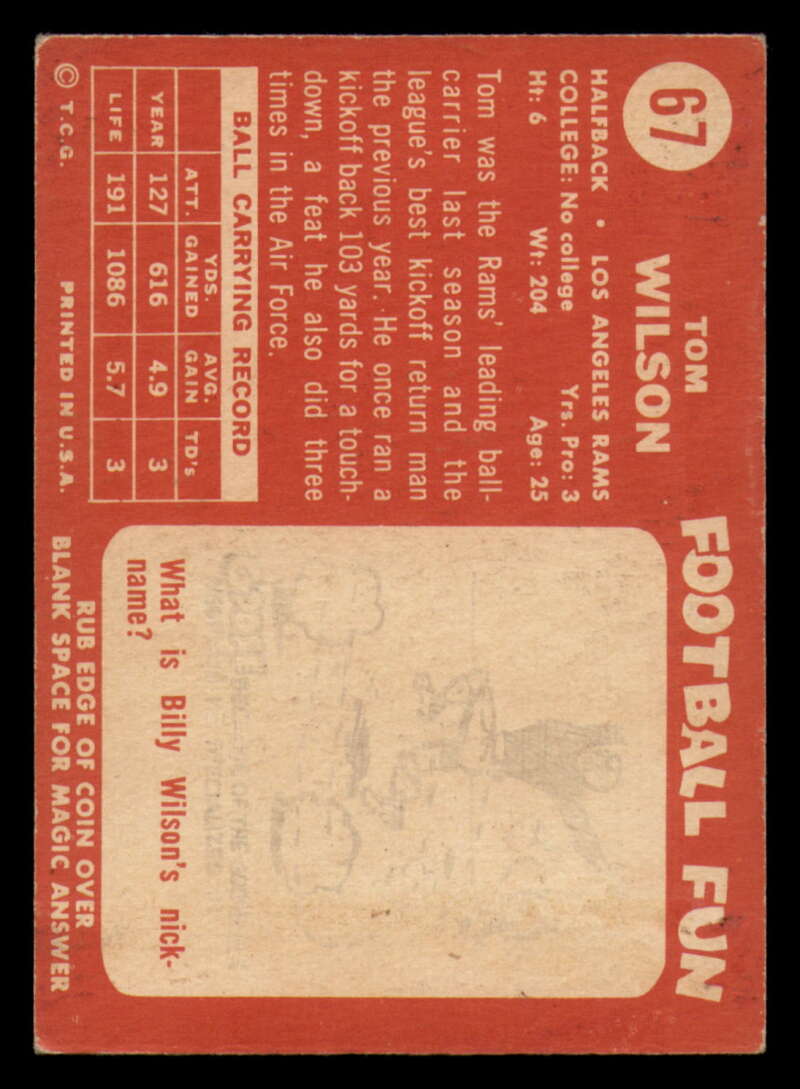 67
TOM
WILSON
HALFBACK • LOS ANGELES RAMS
COLLEGE: No college Yrs. Pro: 3
Ht: 6 Wt: 204 Age: 25
Tom was the Rams' leading ball-
carrier last season and the
league's best kickoff return man
the previous year. He once ran a
kickoff back 103 yards for a touch-
down, a feat he also did three
times in the Air Force.
BALL CARRYING RECORD
ATT. YDS. GAINED AVG. GAIN TD's
YEAR 127 616 4.9 3
LIFE 191 1086 5.7 3
© T.C.G. PRINTED IN U.S.A.
FOOTBALL FUN
What is Billy Wilson's nick-
name?
RUB EDGE OF COIN OVER
BLANK SPACE FOR MAGIC ANSWER